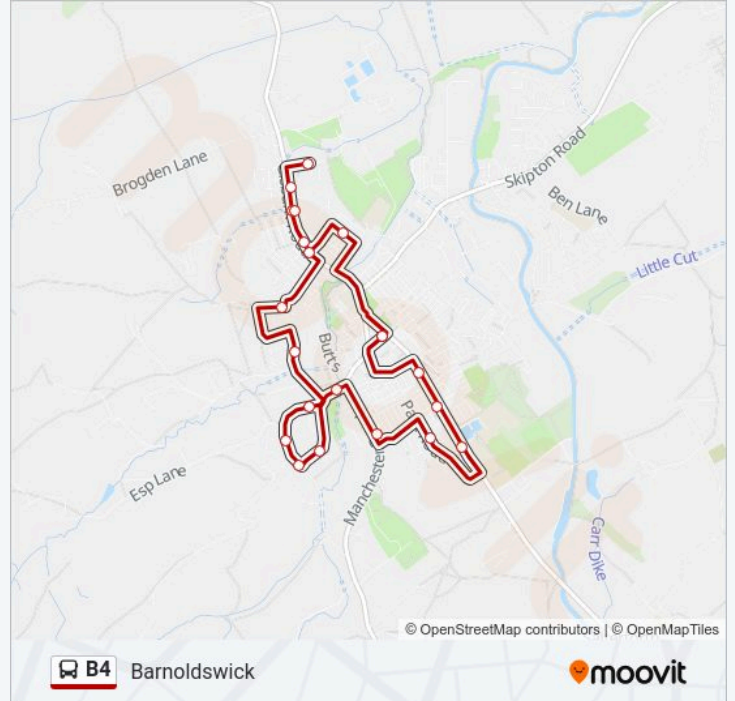 Brogden Lane
Skipton Road
Ben Lane
Little Cut
Butts
Esp Lane
Manchester
Carr Dike
© OpenStreetMap contributors | © OpenMapTiles
B4 Barnoldswick
moovit